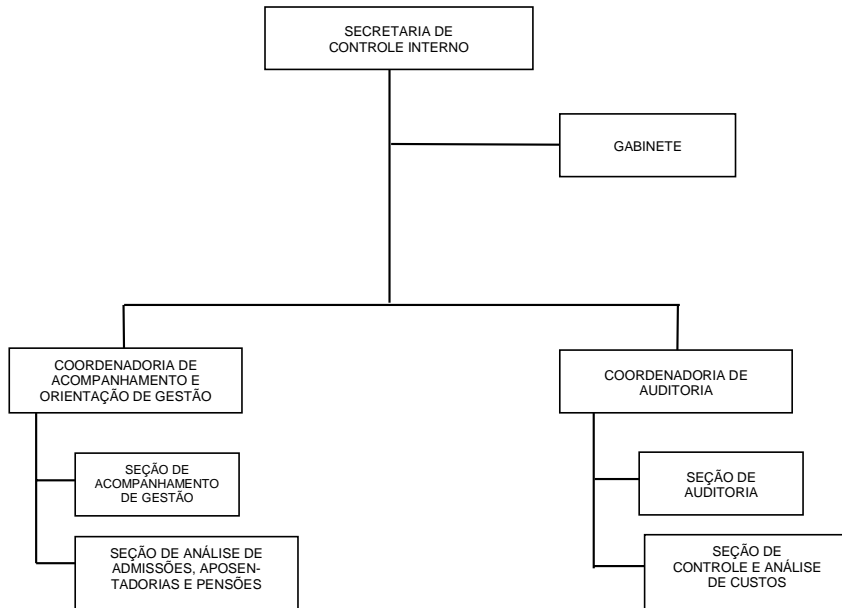 SECRETARIA DE
CONTROLE INTERNO
GABINETE
COORDENADORIA DE
ACOMPANHAMENTO E
ORIENTAÇÃO DE GESTÃO
COORDENADORIA DE
AUDITORIA
SEÇÃO DE
ACOMPANHAMENTO
DE GESTÃO
SEÇÃO DE
AUDITORIA
SEÇÃO DE ANÁLISE DE
ADMISSÕES, APOSEN-
TADORIAS E PENSÕES
SEÇÃO DE
CONTROLE E ANÁLISE
DE CUSTOS